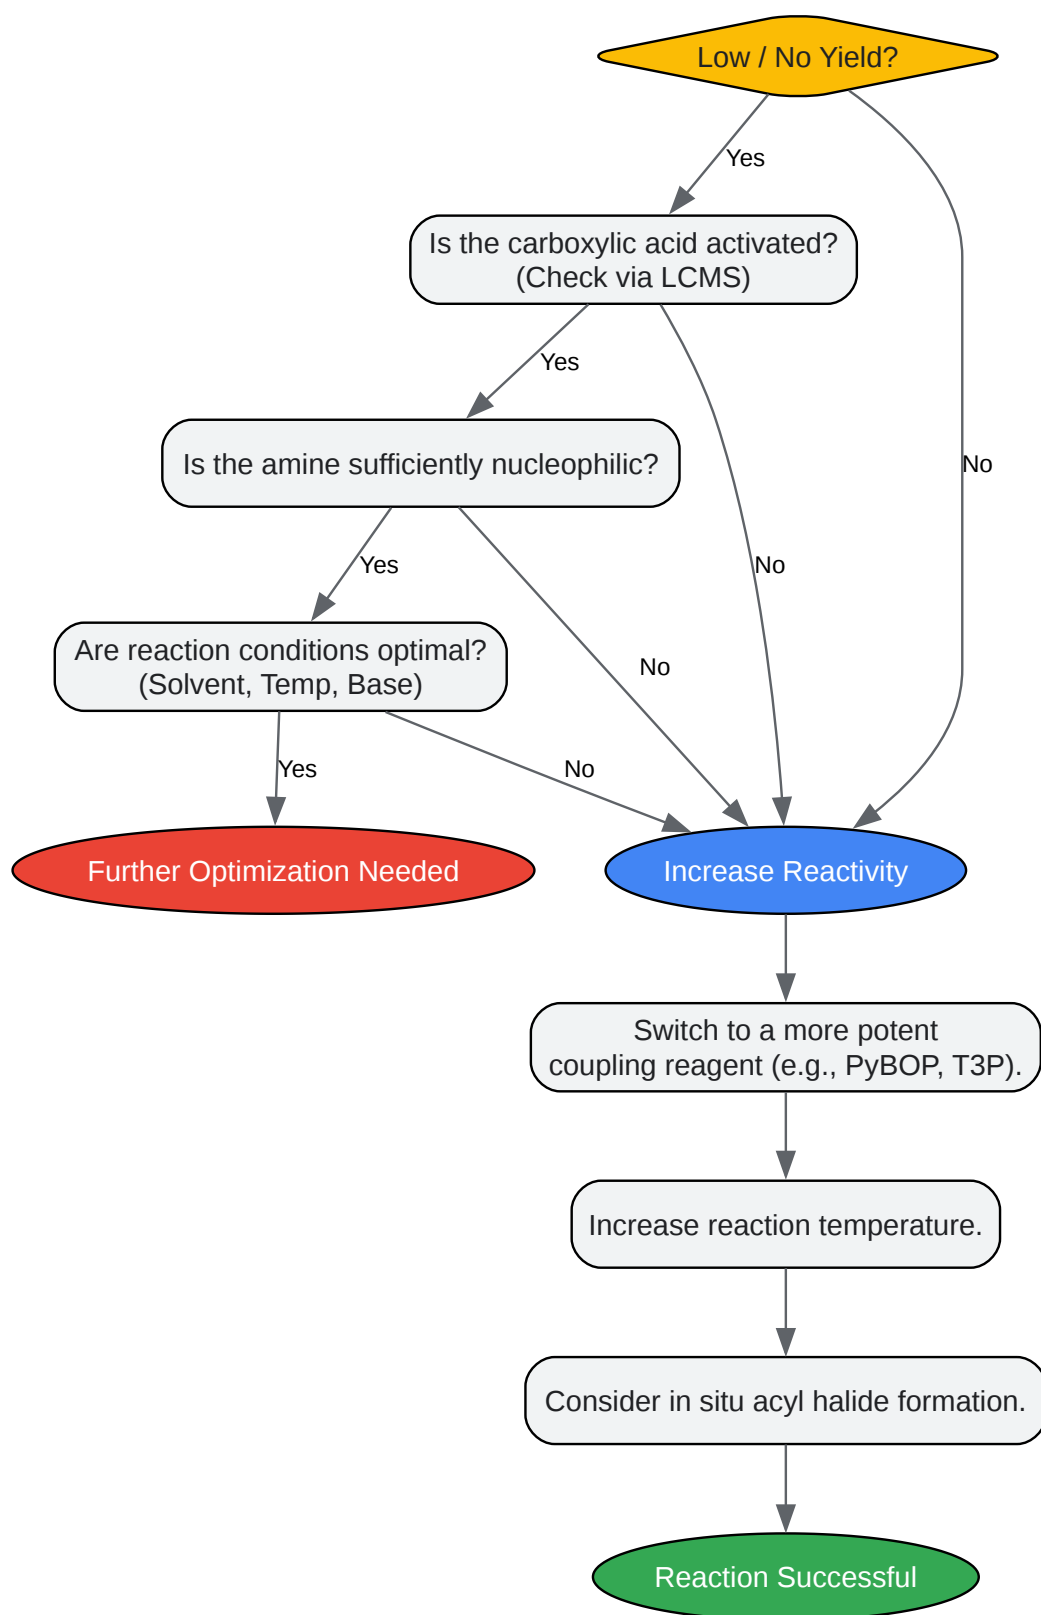 Low / No Yield?
Yes
Is the carboxylic acid activated?
(Check via LCMS)
Yes
Is the amine sufficiently nucleophilic?
No
Yes
No
Are reaction conditions optimal?
(Solvent, Temp, Base)
No
Yes
No
Further Optimization Needed
Increase Reactivity
Switch to a more potent
coupling reagent (e.g., PyBOP, T3P).
Increase reaction temperature.
Consider in situ acyl halide formation.
Reaction Successful